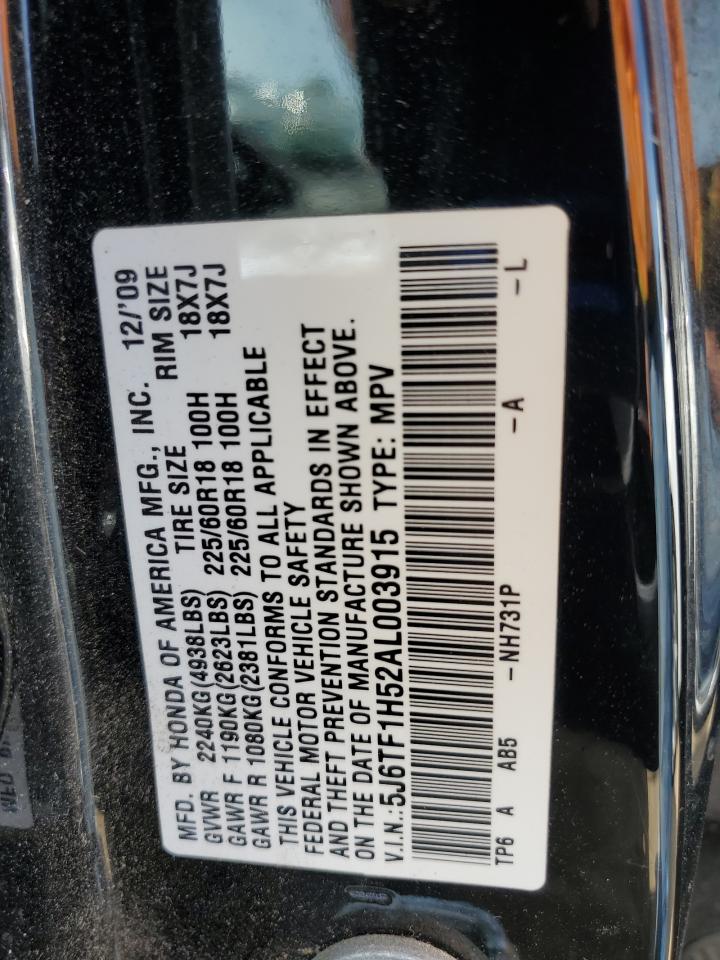 MFD. BY HONDA OF AMERICA MFG., INC. 12/'09
TIRE SIZE RIM SIZE
GVWR 2240KG(4938LBS)
GAWR F 1190KG(2623LBS) 225/60R18 100H 18X7J
GAWR R 1080KG(2381LBS) 225/60R18 100H 18X7J
THIS VEHICLE CONFORMS TO ALL APPLICABLE
FEDERAL MOTOR VEHICLE SAFETY
AND THEFT PREVENTION STANDARDS IN EFFECT
ON THE DATE OF MANUFACTURE SHOWN ABOVE.
V.I.N.:5J6TF1H52AL003915 TYPE: MPV
TP6 A AB5 -NH731P -A -L